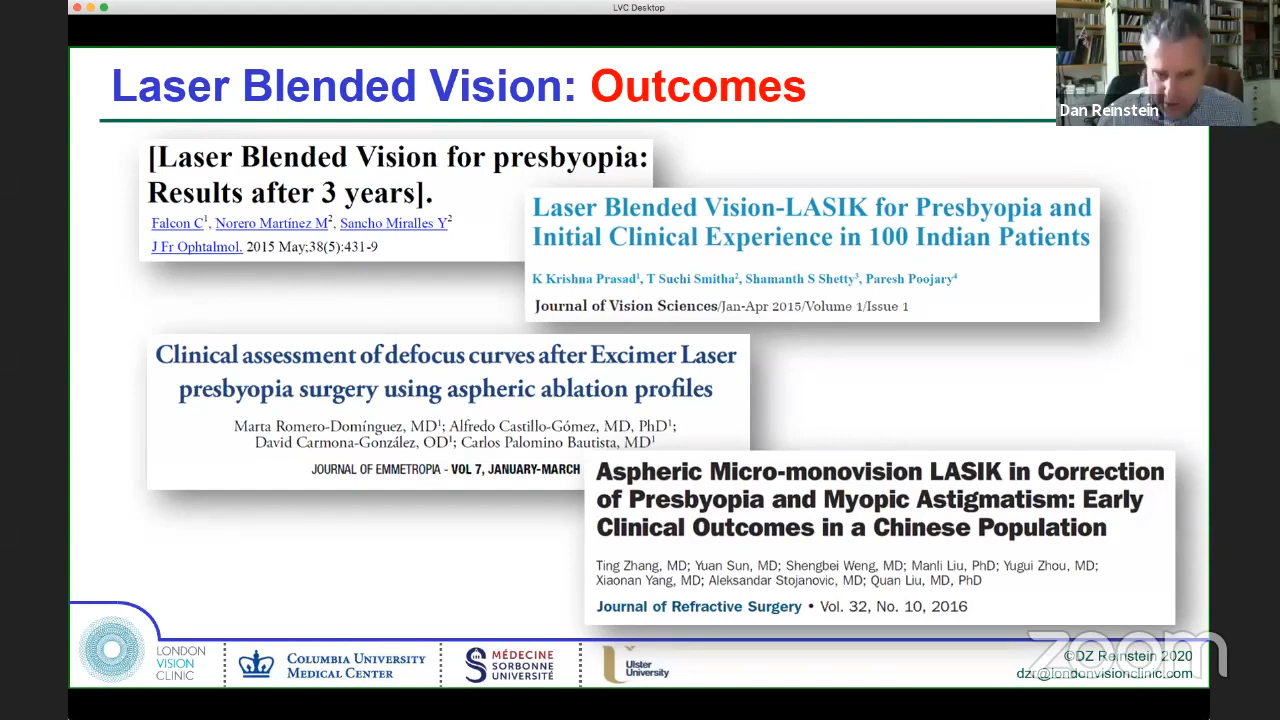 LVC Desktop
Laser Blended Vision: Outcomes
Dan Reinstein
[Laser Blended Vision for presbyopia:
Results after 3 years].
Falcon C1, Norero Martínez M2, Sancho Miralles Y2
J Fr Ophtalmol. 2015 May;38(5):431-9
Laser Blended Vision-LASIK for Presbyopia and
Initial Clinical Experience in 100 Indian Patients
K Krishna Prasad1, T Suchi Smitha2, Shamanth S Shetty3, Paresh Poojary4
Journal of Vision Sciences/Jan-Apr 2015/Volume 1/Issue 1
Clinical assessment of defocus curves after Excimer Laser
presbyopia surgery using aspheric ablation profiles
Marta Romero-Domínguez, MD1; Alfredo Castillo-Gómez, MD, PhD1;
David Carmona-González, OD1; Carlos Palomino Bautista, MD1
JOURNAL OF EMMETROPIA - VOL 7, JANUARY-MARCH
Aspheric Micro-monovision LASIK in Correction
of Presbyopia and Myopic Astigmatism: Early
Clinical Outcomes in a Chinese Population
Ting Zhang, MD; Yuan Sun, MD; Shengbei Weng, MD; Manli Liu, PhD; Yugui Zhou, MD;
Xiaonan Yang, MD; Aleksandar Stojanovic, MD; Quan Liu, MD, PhD
Journal of Refractive Surgery • Vol. 32, No. 10, 2016
LONDON
VISION
CLINIC
COLUMBIA UNIVERSITY
MEDICAL CENTER
MÉDECINE
SORBONNE
UNIVERSITÉ
Ulster
University
zoom
©DZ Reinstein 2020
dzr@londonvisionclinic.com